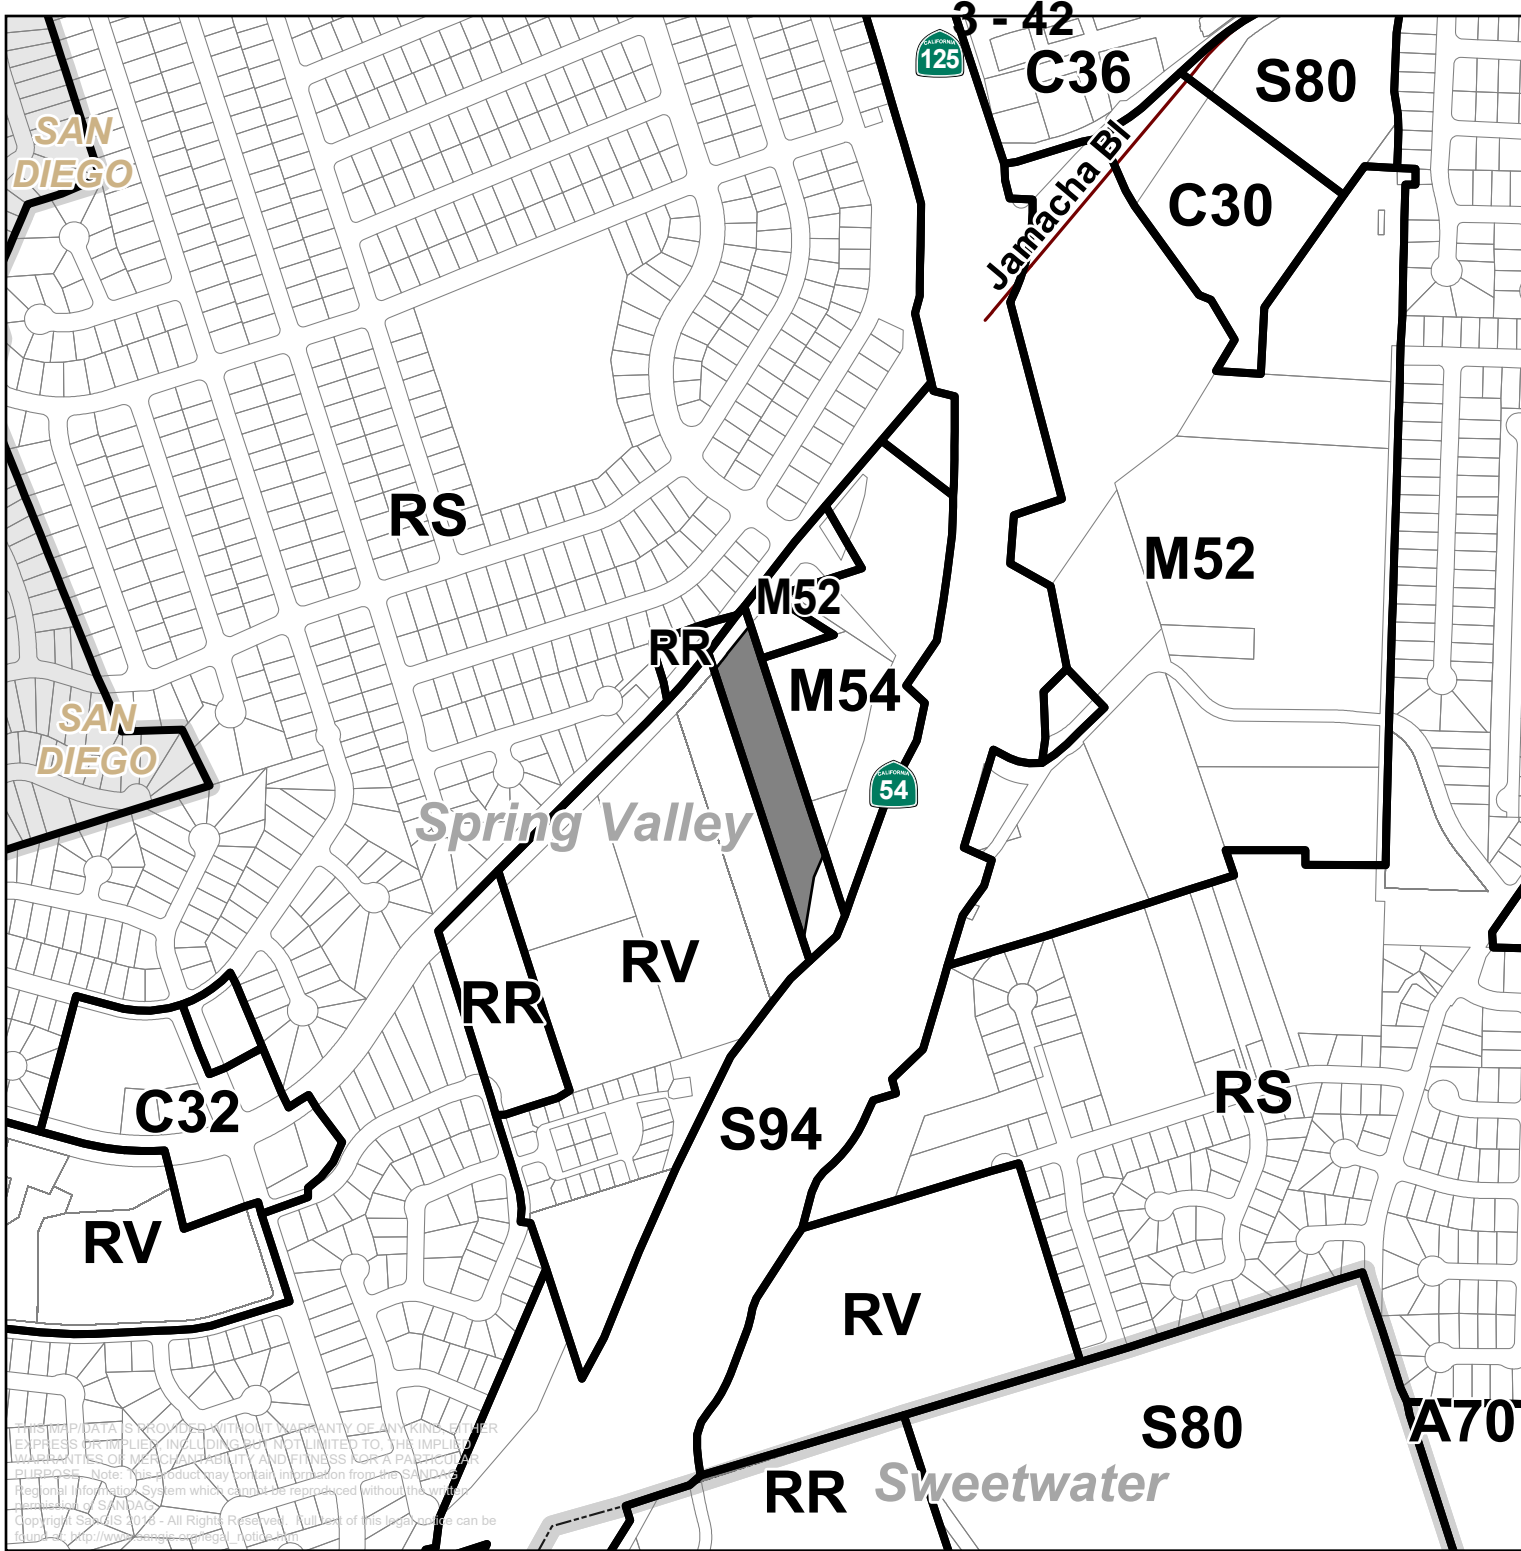 3 - 42
CALIFORNIA
125
C36
S80
SAN
DIEGO
Jamacha Bl
C30
RS
M52
M52
RR
M54
SAN
DIEGO
CALIFORNIA
54
Spring Valley
RV
RR
C32
S94
RS
RV
RV
S80
A70
RR
Sweetwater
THIS MAP/DATA IS PROVIDED WITHOUT WARRANTY OF ANY KIND, EITHER
EXPRESS OR IMPLIED, INCLUDING BUT NOT LIMITED TO, THE IMPLIED
WARRANTIES OF MERCHANTABILITY AND FITNESS FOR A PARTICULAR
PURPOSE. Note: This product may contain information from the SANDAG
Regional Information System which cannot be reproduced without the written
permission of SANDAG.
Copyright SanGIS 2018 - All Rights Reserved. Full text of this legal notice can be
found at: http://www.sangis.org/legal_notice.htm